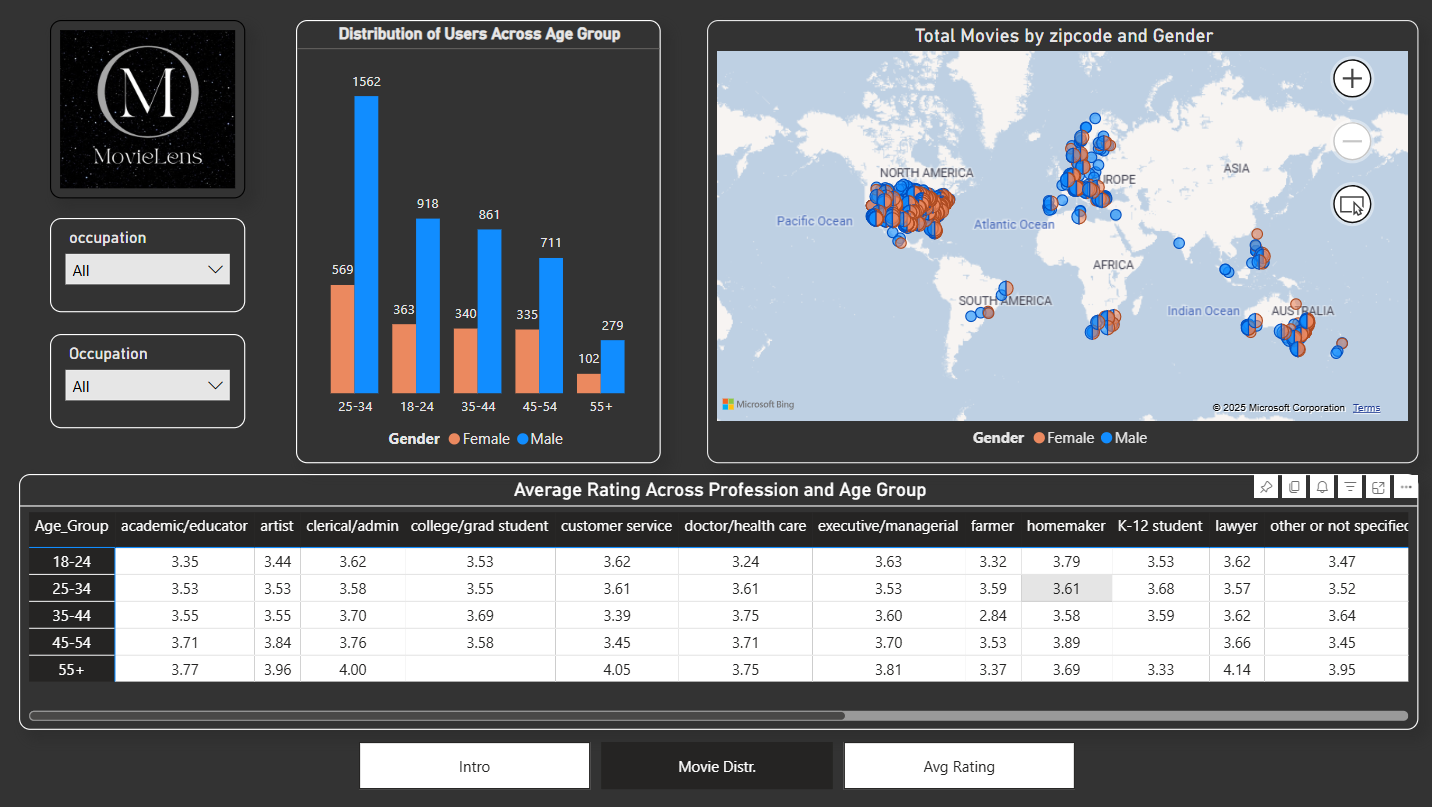 M
MovieLens
occupation
All
Occupation
All
Distribution of Users Across Age Group
1562
918
861
711
569
363
340
335
279
102
25-34 18-24 35-44 45-54 55+
Gender Female Male
Total Movies by zipcode and Gender
NORTH AMERICA
ASIA
Pacific Ocean
Atlantic Ocean
AFRICA
SOUTH AMERICA
Indian Ocean
AUSTRALIA
Microsoft Bing
© 2025 Microsoft Corporation Terms
Gender Female Male
Average Rating Across Profession and Age Group
Age_Group academic/educator artist clerical/admin college/grad student customer service doctor/health care executive/managerial farmer homemaker K-12 student lawyer other or not specified
18-24 3.35 3.44 3.62 3.53 3.62 3.24 3.63 3.32 3.79 3.53 3.62 3.47
25-34 3.53 3.53 3.58 3.55 3.61 3.61 3.53 3.59 3.61 3.68 3.57 3.52
35-44 3.55 3.55 3.70 3.69 3.39 3.75 3.60 2.84 3.58 3.59 3.62 3.64
45-54 3.71 3.84 3.76 3.58 3.45 3.71 3.70 3.53 3.89 3.66 3.45
55+ 3.77 3.96 4.00 4.05 3.75 3.81 3.37 3.69 3.33 4.14 3.95
Intro
Movie Distr.
Avg Rating